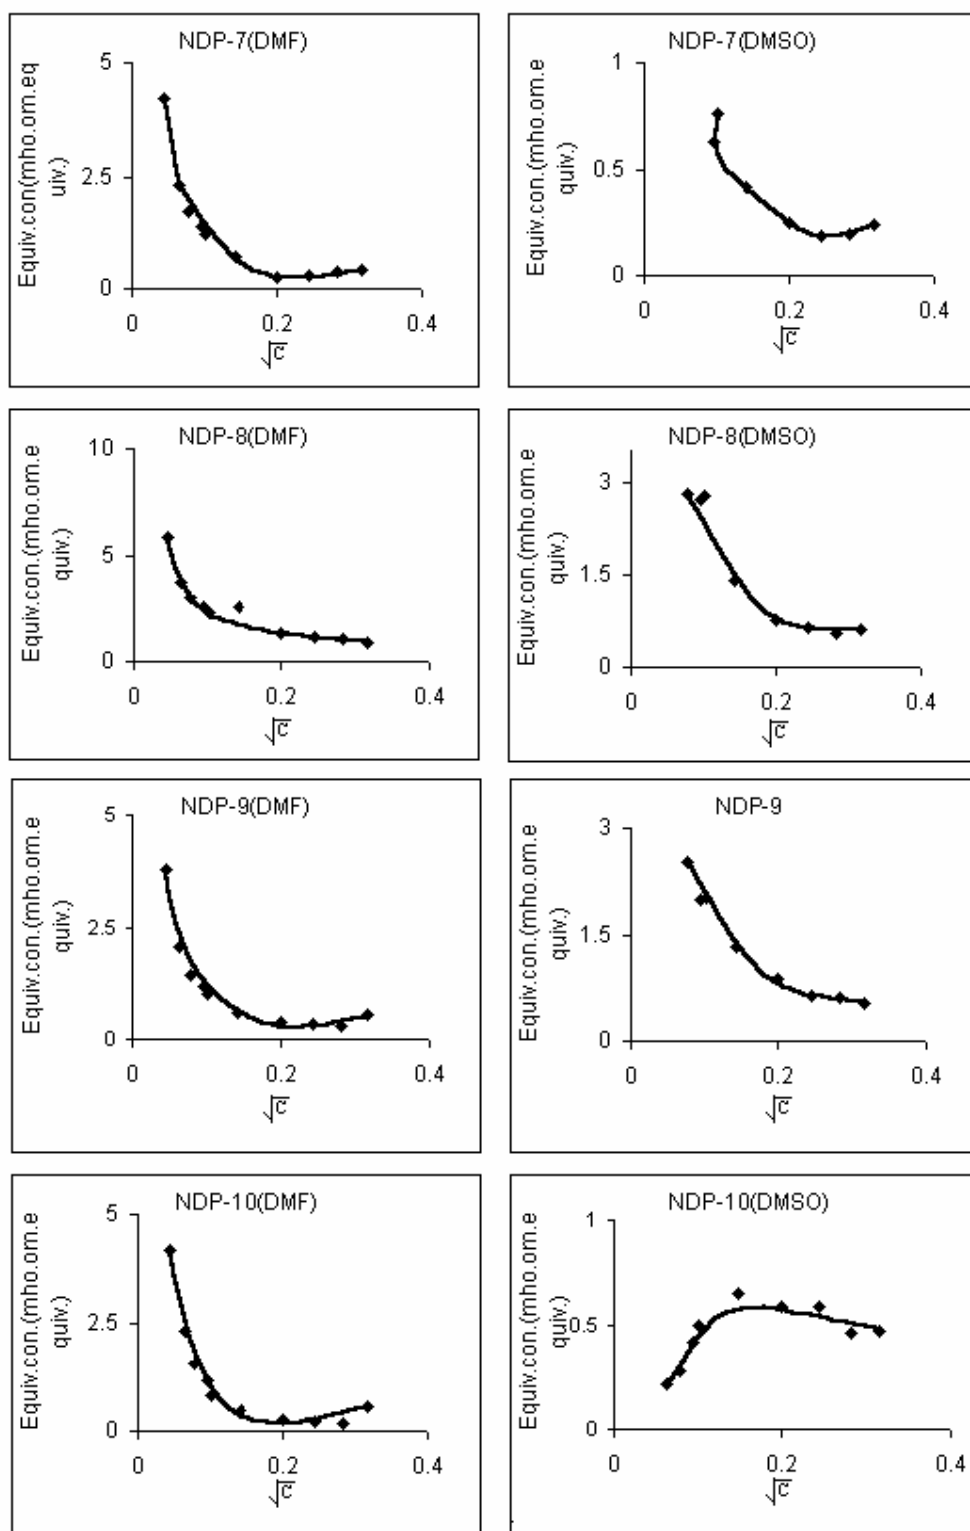 NDP-7(DMF)
Equiv.con(mho.om.eq
uiv.)
5
2.5
0
0
0.2
0.4
√c
NDP-7(DMSO)
Equiv.con.(mho.om.e
quiv.)
1
0.5
0
0
0.2
0.4
√c
NDP-8(DMF)
Equiv.con.(mho.om.e
quiv.)
10
5
0
0
0.2
0.4
√c
NDP-8(DMSO)
Equiv.con.(mho.om.e
quiv.)
3
1.5
0
0
0.2
0.4
√c
NDP-9(DMF)
Equiv.con.(mho.om.e
quiv.)
5
2.5
0
0
0.2
0.4
√c
NDP-9
Equiv.con.(mho.om.e
quiv.)
3
1.5
0
0
0.2
0.4
√c
NDP-10(DMF)
Equiv.con.(mho.om.e
quiv.)
5
2.5
0
0
0.2
0.4
√c
NDP-10(DMSO)
Equiv.con.(mho.om.e
quiv.)
1
0.5
0
0
0.2
0.4
√c